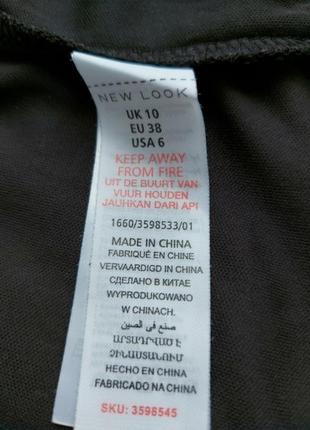 NEW LOOK
UK 10
EU 38
USA 6
KEEP AWAY
FROM FIRE
UIT DE BUURT VAN
VUUR HOUDEN
JAUHKAN DARI API
1660/3598533/01
MADE IN CHINA
FABRIQUÉ EN CHINE
VERVAARDIGD IN CHINA
СДЕЛАНО В КИТАЕ
WYPRODUKOWANO
W CHINACH.
صنع في الصين
ԱՐՏԱԴՐՎԱԾ Է
ՉԻՆԱՍՏԱՆՈՒՄ
HECHO EN CHINA
FABRICADO NA CHINA
SKU: 3598545